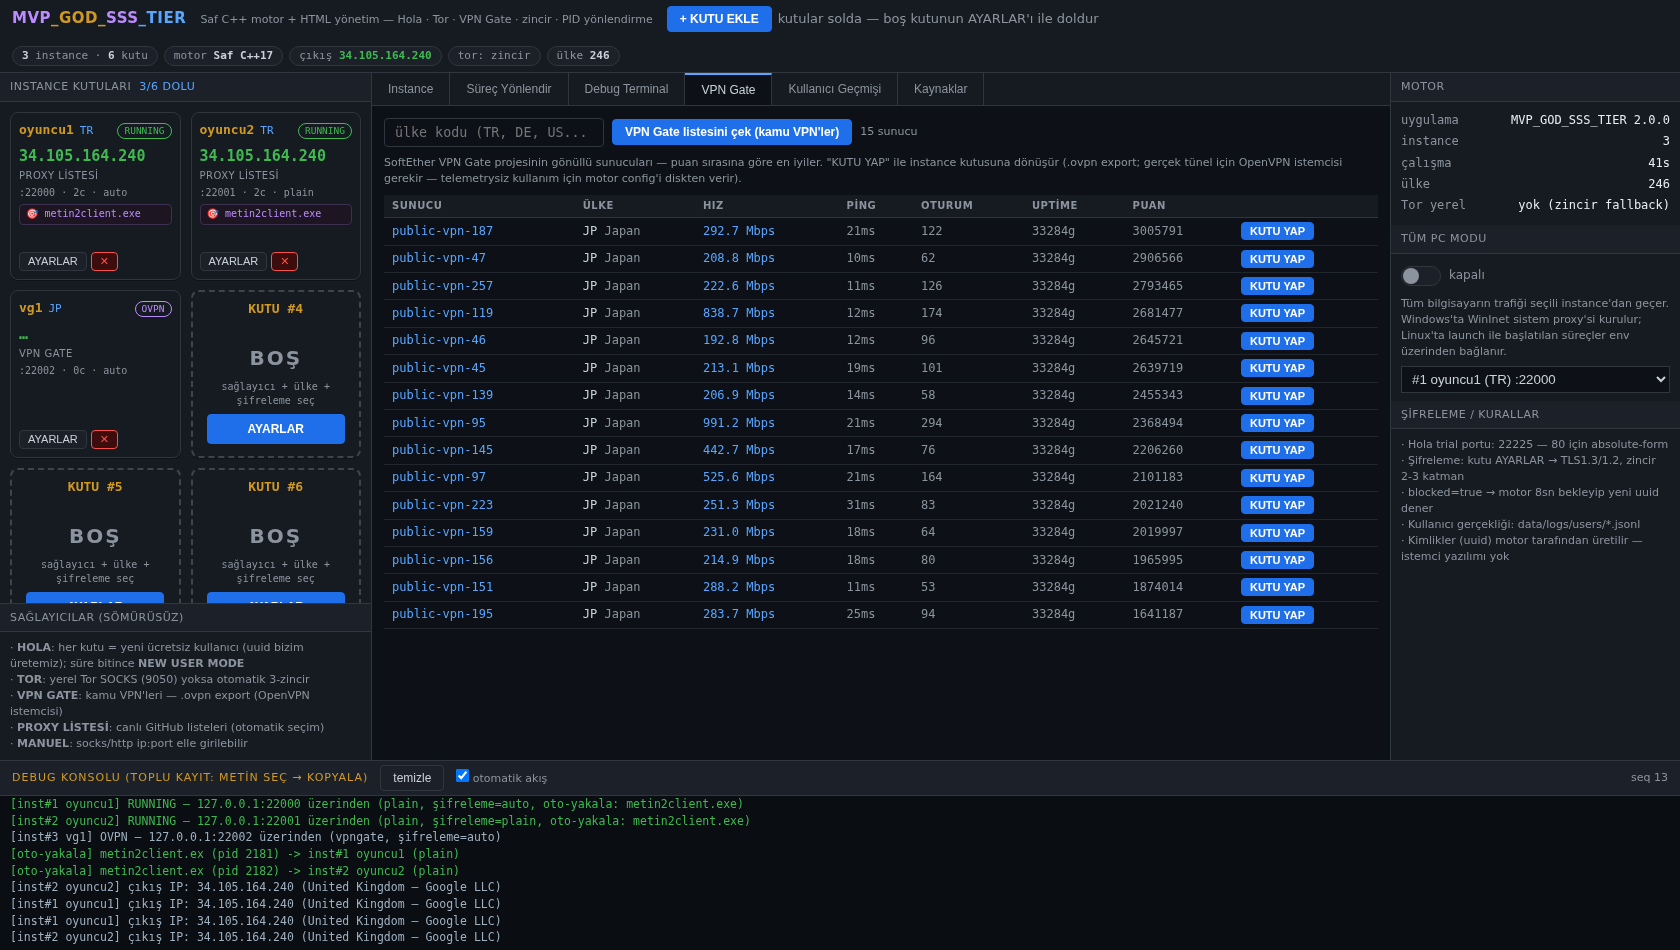 MVP_GOD_SSS_TIER Saf C++ motor + HTML yönetim — Hola · Tor · VPN Gate · zincir · PID yönlendirme + KUTU EKLE kutular solda — boş kutunun AYARLAR'ı ile doldur
3 instance · 6 kutu motor Saf C++17 çıkış 34.105.164.240 tor: zincir ülke 246
INSTANCE KUTULARI 3/6 DOLU
oyuncu1 TR RUNNING
34.105.164.240
PROXY LİSTESİ
:22000 · 2c · auto
🎯 metin2client.exe
AYARLAR ✕
oyuncu2 TR RUNNING
34.105.164.240
PROXY LİSTESİ
:22001 · 2c · plain
🎯 metin2client.exe
AYARLAR ✕
vg1 JP OVPN
…
VPN GATE
:22002 · 0c · auto
AYARLAR ✕
KUTU #4
BOŞ
sağlayıcı + ülke +
şifreleme seç
AYARLAR
KUTU #5
BOŞ
sağlayıcı + ülke +
şifreleme seç
AYARLAR
KUTU #6
BOŞ
sağlayıcı + ülke +
şifreleme seç
AYARLAR
SAĞLAYICILAR (SÖMÜRÜSÜZ)
· HOLA: her kutu = yeni ücretsiz kullanıcı (uuid bizim
üretemiz); süre bitince NEW USER MODE
· TOR: yerel Tor SOCKS (9050) yoksa otomatik 3-zincir
· VPN GATE: kamu VPN'leri — .ovpn export (OpenVPN
istemcisi)
· PROXY LİSTESİ: canlı GitHub listeleri (otomatik seçim)
· MANUEL: socks/http ip:port elle girilebilir
Instance Süreç Yönlendir Debug Terminal VPN Gate Kullanıcı Geçmişi Kaynaklar
ülke kodu (TR, DE, US... VPN Gate listesini çek (kamu VPN'ler) 15 sunucu
SoftEther VPN Gate projesinin gönüllü sunucuları — puan sırasına göre en iyiler. "KUTU YAP" ile instance kutusuna dönüşür (.ovpn export; gerçek tünel için OpenVPN istemcisi
gerekir — telemetrysiz kullanım için motor config'i diskten verir).
SUNUCU ÜLKE HIZ PİNG OTURUM UPTİME PUAN
public-vpn-187 JP Japan 292.7 Mbps 21ms 122 33284g 3005791 KUTU YAP
public-vpn-47 JP Japan 208.8 Mbps 10ms 62 33284g 2906566 KUTU YAP
public-vpn-257 JP Japan 222.6 Mbps 11ms 126 33284g 2793465 KUTU YAP
public-vpn-119 JP Japan 838.7 Mbps 12ms 174 33284g 2681477 KUTU YAP
public-vpn-46 JP Japan 192.8 Mbps 12ms 96 33284g 2645721 KUTU YAP
public-vpn-45 JP Japan 213.1 Mbps 19ms 101 33284g 2639719 KUTU YAP
public-vpn-139 JP Japan 206.9 Mbps 14ms 58 33284g 2455343 KUTU YAP
public-vpn-95 JP Japan 991.2 Mbps 21ms 294 33284g 2368494 KUTU YAP
public-vpn-145 JP Japan 442.7 Mbps 17ms 76 33284g 2206260 KUTU YAP
public-vpn-97 JP Japan 525.6 Mbps 21ms 164 33284g 2101183 KUTU YAP
public-vpn-223 JP Japan 251.3 Mbps 31ms 83 33284g 2021240 KUTU YAP
public-vpn-159 JP Japan 231.0 Mbps 18ms 64 33284g 2019997 KUTU YAP
public-vpn-156 JP Japan 214.9 Mbps 18ms 80 33284g 1965995 KUTU YAP
public-vpn-151 JP Japan 288.2 Mbps 11ms 53 33284g 1874014 KUTU YAP
public-vpn-195 JP Japan 283.7 Mbps 25ms 94 33284g 1641187 KUTU YAP
MOTOR
uygulama MVP_GOD_SSS_TIER 2.0.0
instance 3
çalışma 41s
ülke 246
Tor yerel yok (zincir fallback)
TÜM PC MODU
kapalı
Tüm bilgisayarın trafiği seçili instance'dan geçer.
Windows'ta WinInet sistem proxy'si kurulur;
Linux'ta launch ile başlatılan süreçler env
üzerinden bağlanır.
#1 oyuncu1 (TR) :22000
ŞİFRELEME / KURALLAR
· Hola trial portu: 22225 — 80 için absolute-form
· Şifreleme: kutu AYARLAR → TLS1.3/1.2, zincir
2-3 katman
· blocked=true → motor 8sn bekleyip yeni uuid
dener
· Kullanıcı gerçekliği: data/logs/users/*.jsonl
· Kimlikler (uuid) motor tarafından üretilir —
istemci yazılımı yok
DEBUG KONSOLU (TOPLU KAYIT: METİN SEÇ → KOPYALA) temizle otomatik akış seq 13
[inst#1 oyuncu1] RUNNING — 127.0.0.1:22000 üzerinden (plain, şifreleme=auto, oto-yakala: metin2client.exe)
[inst#2 oyuncu2] RUNNING — 127.0.0.1:22001 üzerinden (plain, şifreleme=plain, oto-yakala: metin2client.exe)
[inst#3 vg1] OVPN — 127.0.0.1:22002 üzerinden (vpngate, şifreleme=auto)
[oto-yakala] metin2client.ex (pid 2181) -> inst#1 oyuncu1 (plain)
[oto-yakala] metin2client.ex (pid 2182) -> inst#2 oyuncu2 (plain)
[inst#2 oyuncu2] çıkış IP: 34.105.164.240 (United Kingdom — Google LLC)
[inst#1 oyuncu1] çıkış IP: 34.105.164.240 (United Kingdom — Google LLC)
[inst#1 oyuncu1] çıkış IP: 34.105.164.240 (United Kingdom — Google LLC)
[inst#2 oyuncu2] çıkış IP: 34.105.164.240 (United Kingdom — Google LLC)